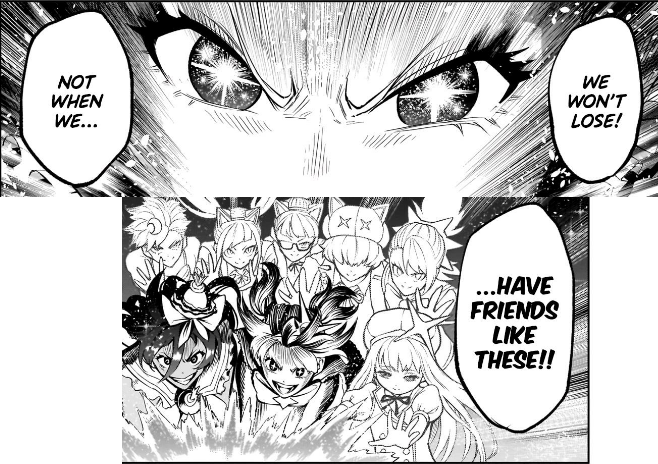 WE
WON'T
LOSE!
NOT
WHEN
WE...
...HAVE
FRIENDS
LIKE
THESE!!